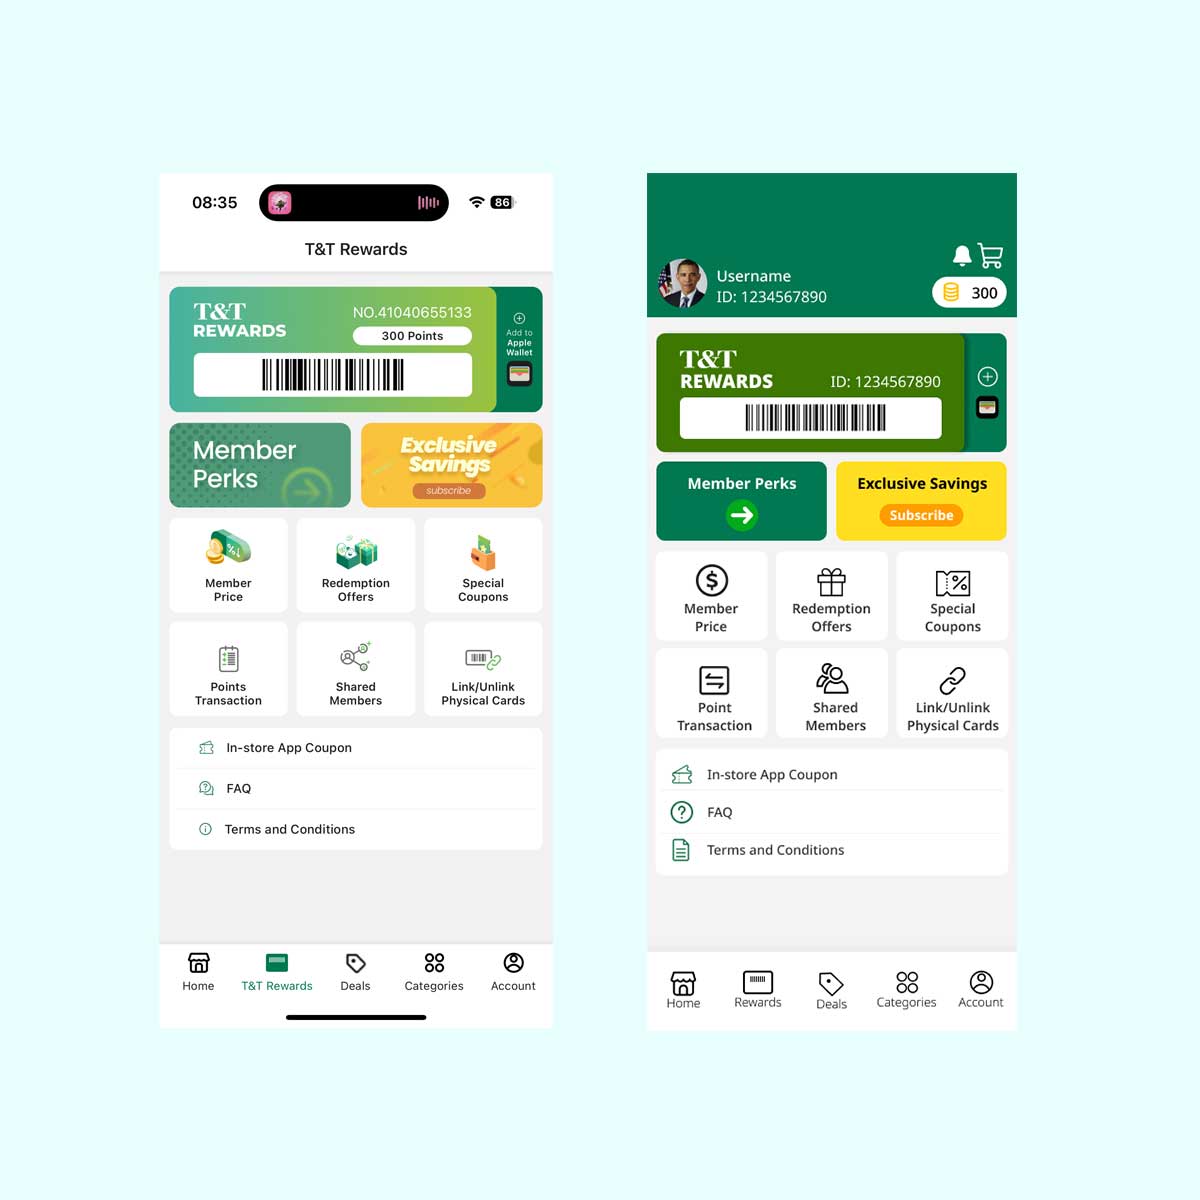 08:35
86
T&T Rewards
T&T
REWARDS
NO.41040655133
300 Points
Add to
Apple
Wallet
Member
Perks
Exclusive
Savings
subscribe
%
Member
Price
Redemption
Offers
Special
Coupons
Points
Transaction
Shared
Members
Link/Unlink
Physical Cards
In-store App Coupon
FAQ
Terms and Conditions
Home
T&T Rewards
Deals
Categories
Account
Username
ID: 1234567890
300
T&T
REWARDS
ID: 1234567890
Member Perks
Exclusive Savings
Subscribe
$
Member
Price
Redemption
Offers
%
Special
Coupons
Point
Transaction
Shared
Members
Link/Unlink
Physical Cards
In-store App Coupon
?
FAQ
Terms and Conditions
Home
Rewards
Deals
Categories
Account